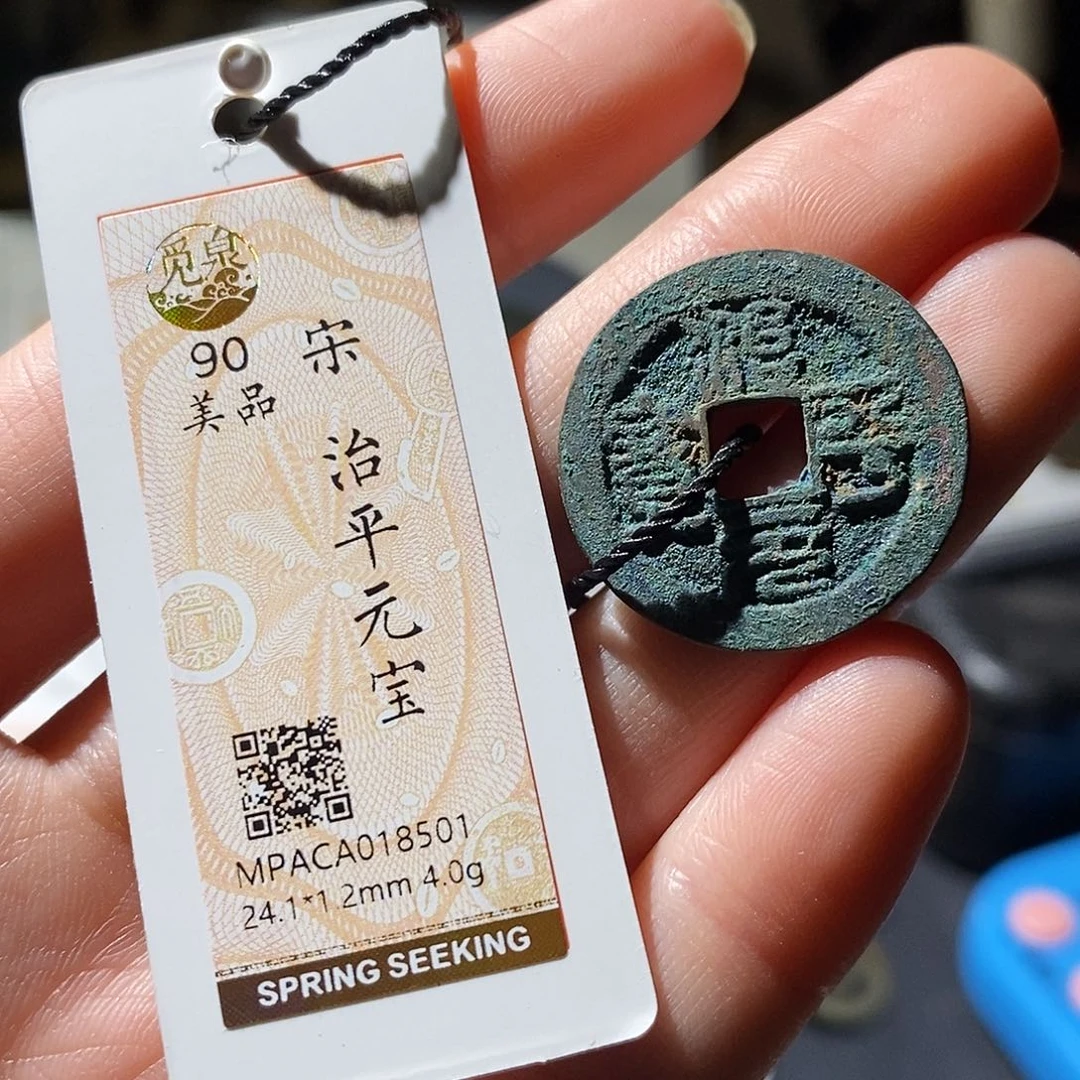 觅泉
90
美品
宋 治平元宝
MPACA018501
24.1*1.2mm 4.0g
SPRING SEEKING